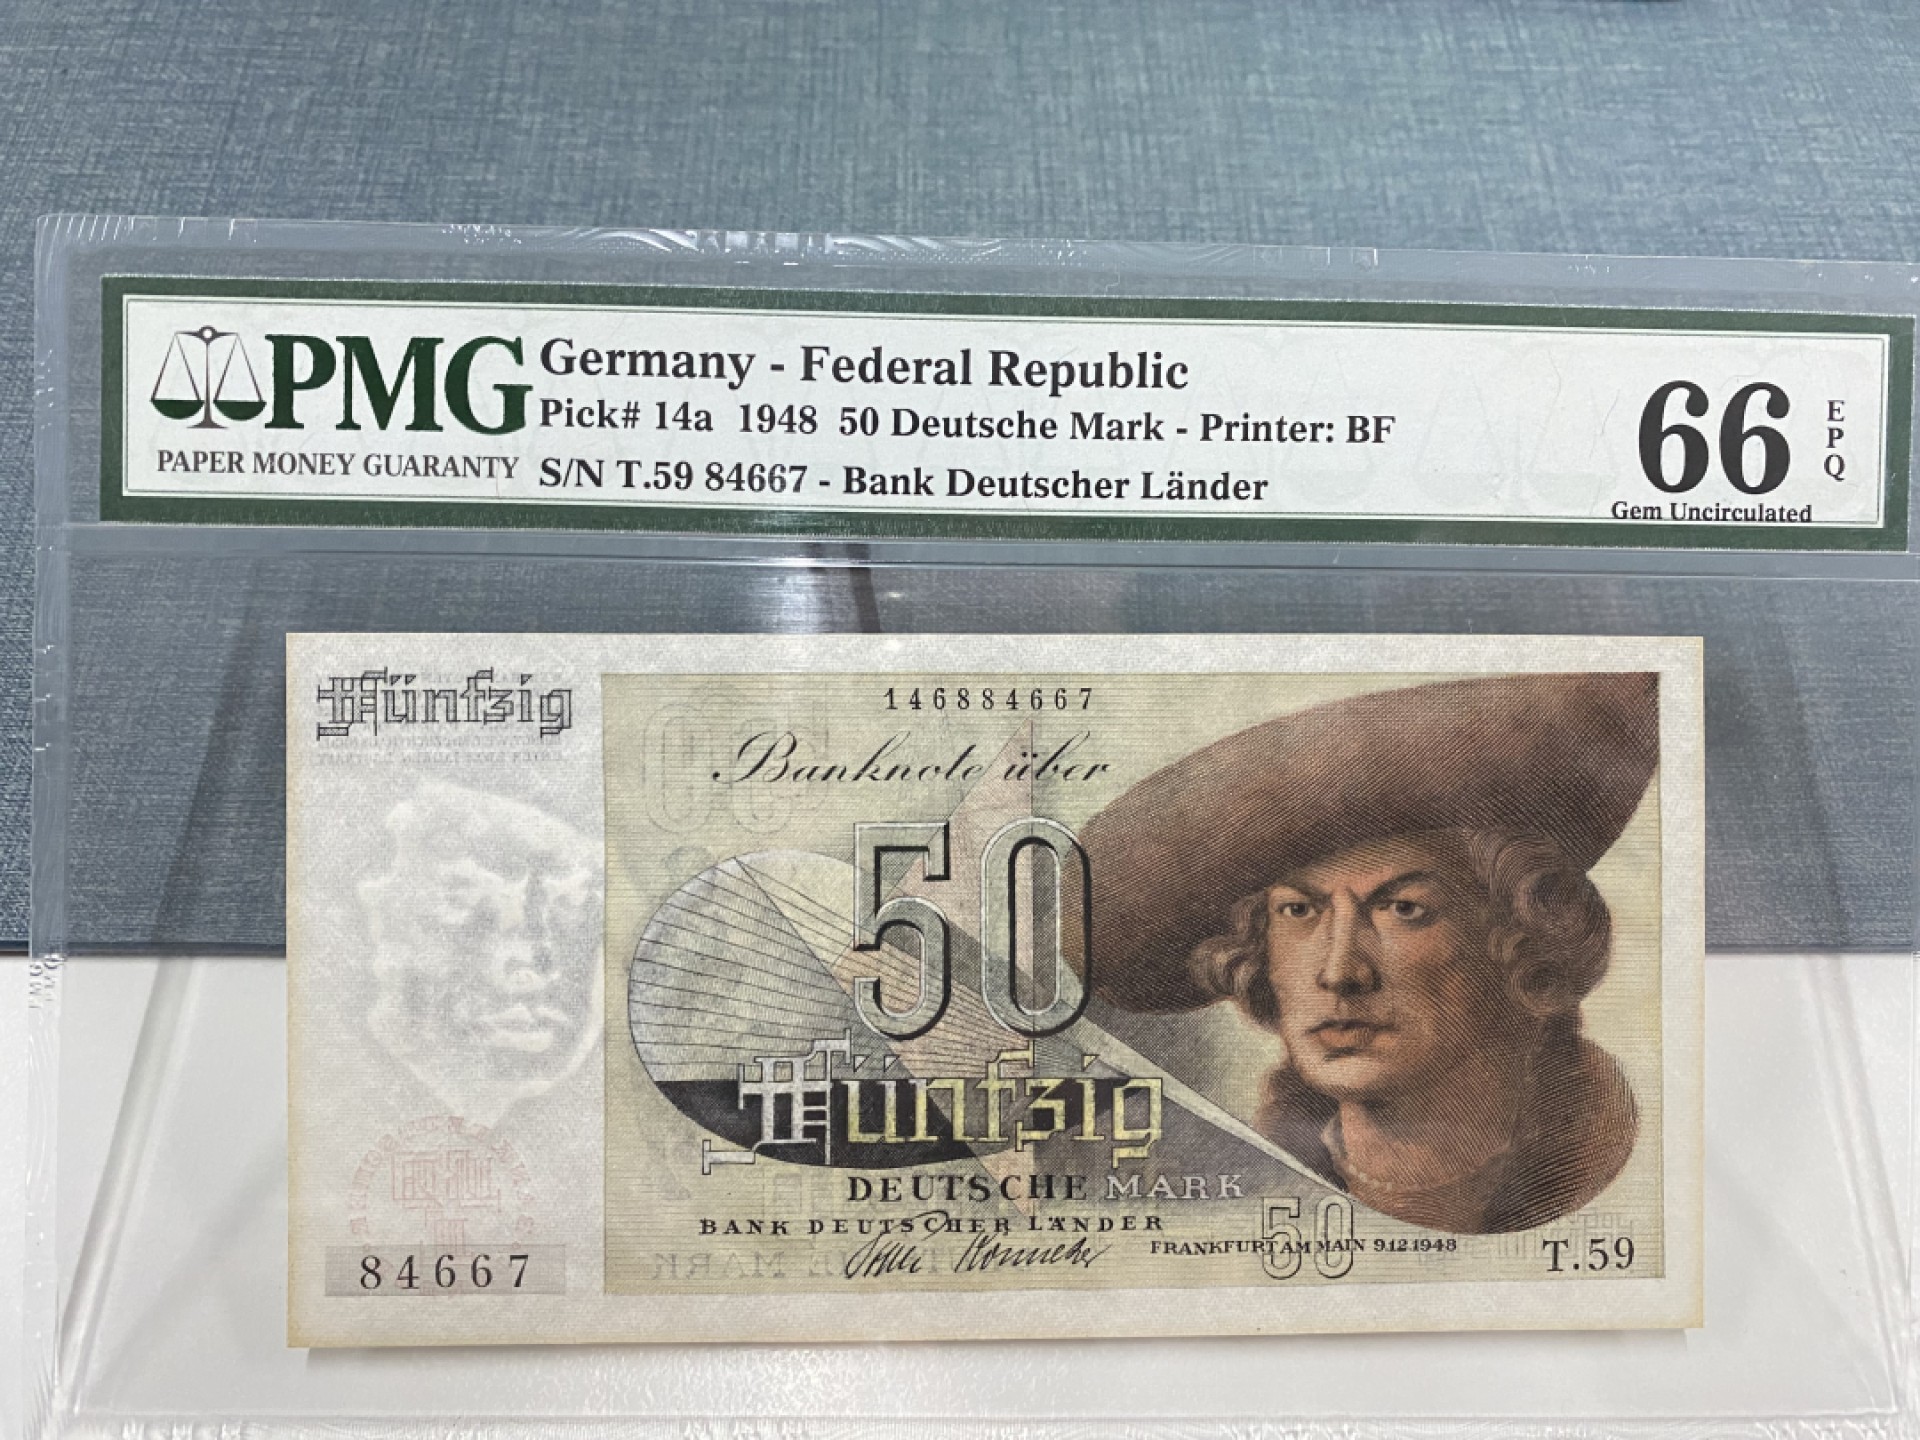 PMG
PAPER MONEY GUARANTY
Germany - Federal Republic
Pick# 14a 1948 50 Deutsche Mark - Printer: BF
S/N T.59 84667 - Bank Deutscher Länder
66
EPQ
Gem Uncirculated
Fünfzig
146884667
Banknote über
50
Fünfzig
DEUTSCHE MARK
BANK DEUTSCHER LÄNDER
50
FRANKFURT AM MAIN 9.12.1948
T.59
84667